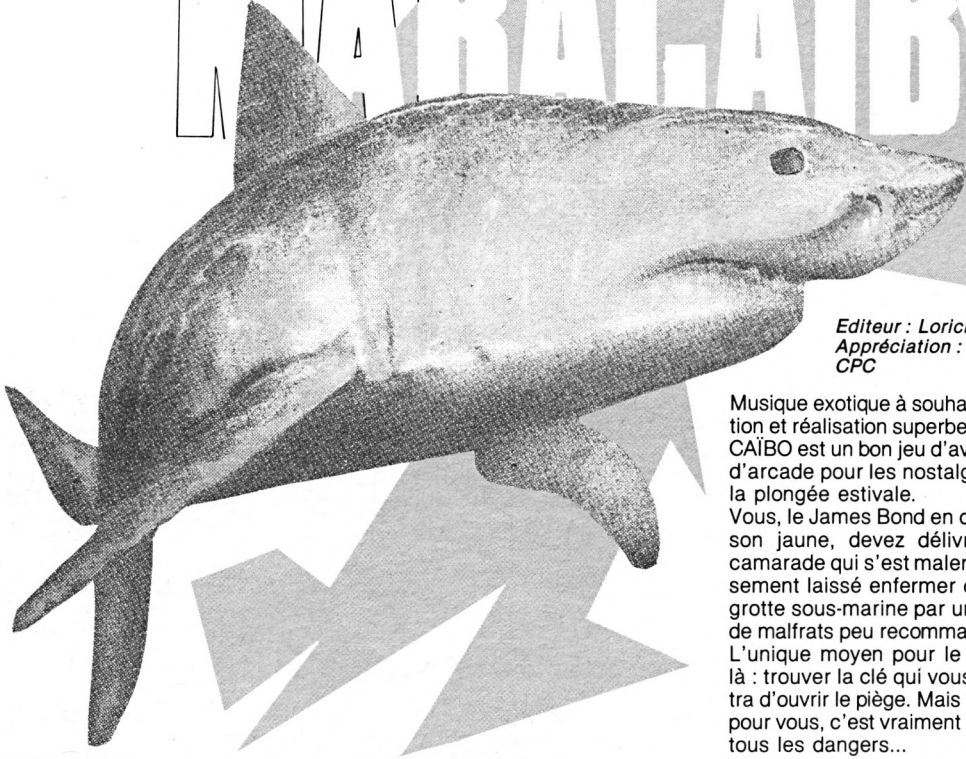 MARACAIB
Editeur : Lorici
Appréciation :
CPC
Musique exotique à souha
tion et réalisation superbe
CAÏBO est un bon jeu d'av
d'arcade pour les nostalg
la plongée estivale.
Vous, le James Bond en c
son jaune, devez délivr
camarade qui s'est malen
sement laissé enfermer
grotte sous-marine par un
de malfrats peu recomma
L'unique moyen pour le
là : trouver la clé qui vous
tra d'ouvrir le piège. Mais
pour vous, c'est vraiment
tous les dangers...